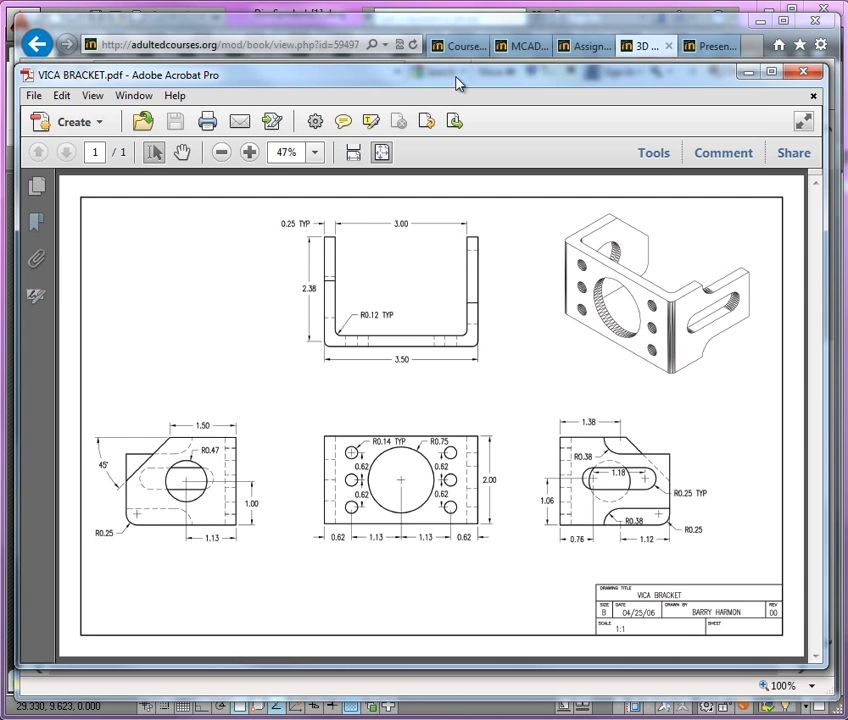 http://adultedcourses.org/mod/book/view.php?id=59497
Course...
MCAD...
Assign...
3D ...
Presen...
VICA BRACKET.pdf - Adobe Acrobat Pro
File Edit View Window Help
Create
1 / 1
47%
Tools Comment Share
0.25 TYP
3.00
2.38
R0.12 TYP
3.50
1.50
R0.47
45°
1.00
R0.25
1.13
R0.14 TYP
R0.75
0.62
0.62
0.62
0.62
2.00
0.62
1.13
1.13
0.62
1.38
R0.38
1.18
R0.25 TYP
1.06
R0.38
R0.25
0.76
1.12
DRAWING TITLE
VICA BRACKET
SIZE
B
DATE
04/25/06
DRAWN BY
BARRY HARMON
REV
00
SCALE
1:1
SHEET
100%
29.330, 9.623, 0.000